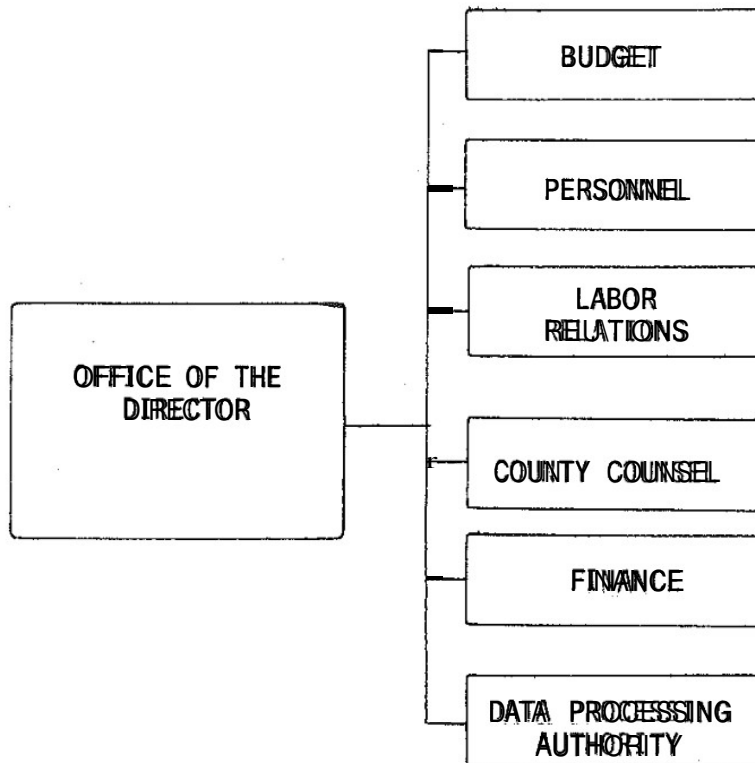 BUDGET
PERSONNEL
LABOR
RELATIONS
OFFICE OF THE
DIRECTOR
COUNTY COUNSEL
FINANCE
DATA PROCESSING
AUTHORITY